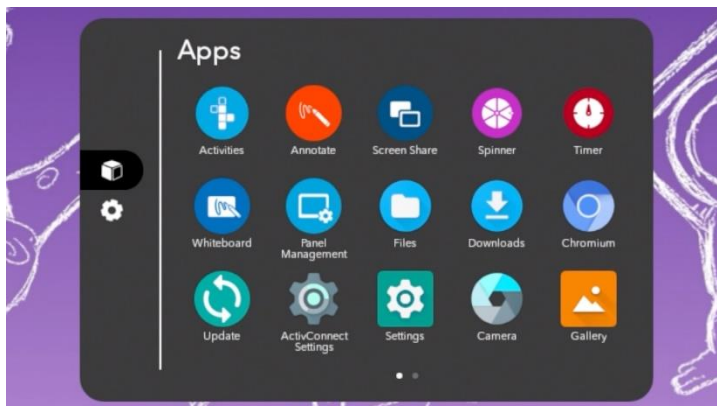 Apps
Activities
Annotate
Screen Share
Spinner
Timer
Whiteboard
Panel
Management
Files
Downloads
Chromium
Update
ActivConnect
Settings
Settings
Camera
Gallery